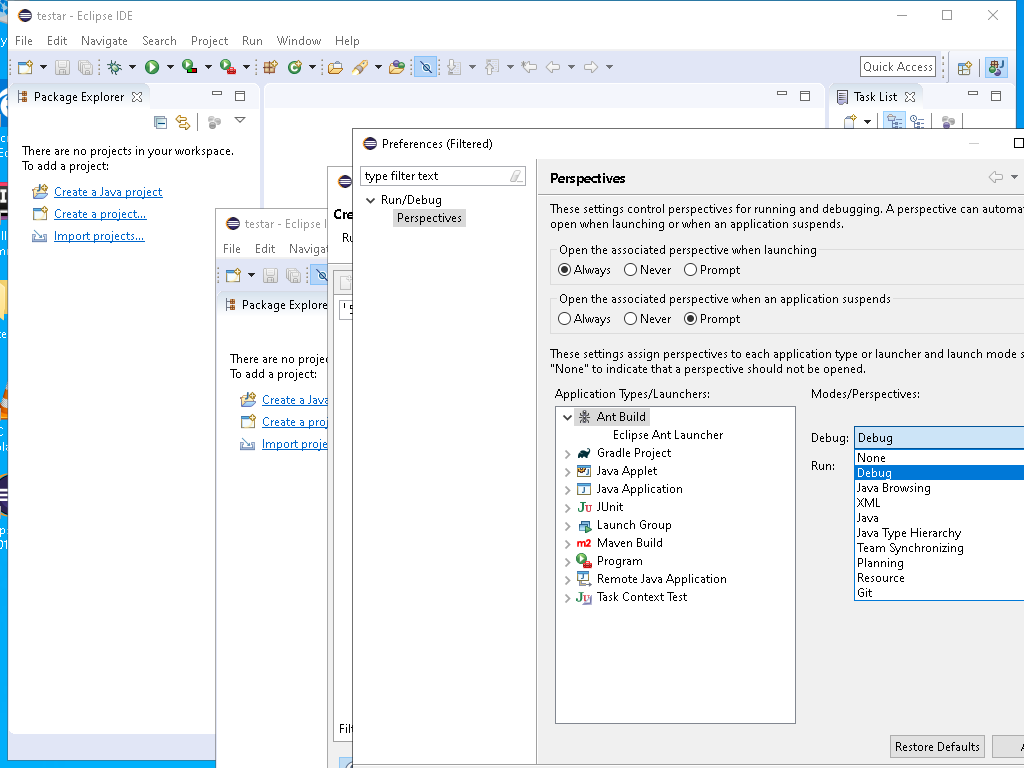 testar - Eclipse IDE
File Edit Navigate Search Project Run Window Help
Quick Access
Package Explorer
Task List
There are no projects in your workspace.
To add a project:
Create a Java project
Create a project...
Import projects...
testar - Eclipse I
File Edit Navigat
Package Explore
There are no projec
To add a project:
Create a Java
Create a proj
Import proje
Cre
Ru
Filt
Preferences (Filtered)
type filter text
Run/Debug
Perspectives
Perspectives
These settings control perspectives for running and debugging. A perspective can automa
open when launching or when an application suspends.
Open the associated perspective when launching
Always Never Prompt
Open the associated perspective when an application suspends
Always Never Prompt
These settings assign perspectives to each application type or launcher and launch mode s
"None" to indicate that a perspective should not be opened.
Application Types/Launchers:
Modes/Perspectives:
Ant Build
Eclipse Ant Launcher
Gradle Project
Java Applet
Java Application
JUnit
Launch Group
Maven Build
Program
Remote Java Application
Task Context Test
Debug: Debug
Run:
None
Debug
Java Browsing
XML
Java
Java Type Hierarchy
Team Synchronizing
Planning
Resource
Git
Restore Defaults
A